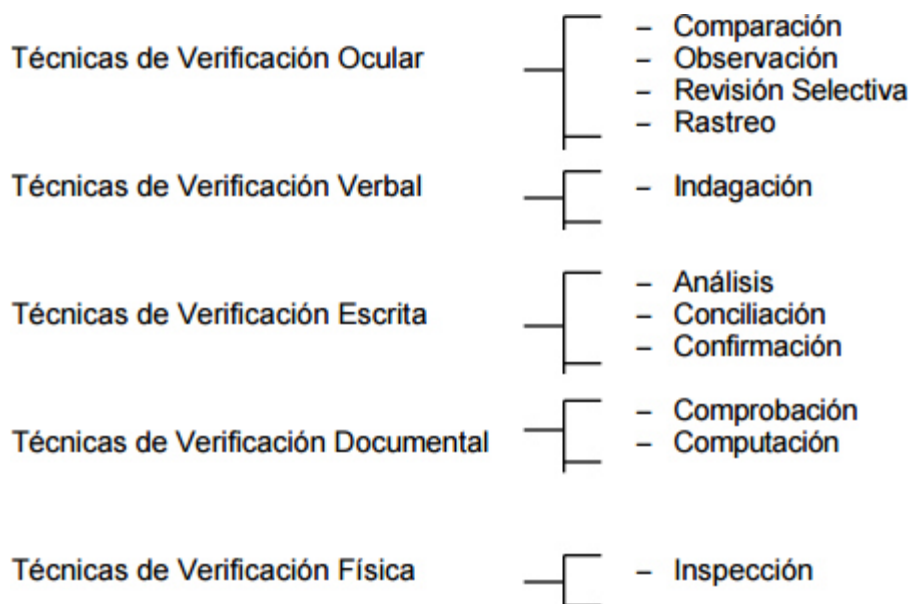 – Comparación
Técnicas de Verificación Ocular – Observación
– Revisión Selectiva
– Rastreo
Técnicas de Verificación Verbal – Indagación
– Análisis
Técnicas de Verificación Escrita – Conciliación
– Confirmación
– Comprobación
Técnicas de Verificación Documental – Computación
Técnicas de Verificación Física – Inspección